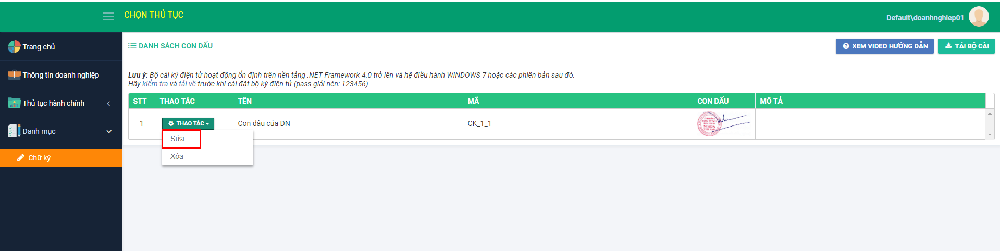 CHỌN THỦ TỤC
Default\doanhnghiep01
Trang chủ
Thông tin doanh nghiệp
Thủ tục hành chính
Danh mục
Chữ ký
DANH SÁCH CON DẤU
XEM VIDEO HƯỚNG DẪN
TẢI BỘ CÀI
Lưu ý: Bộ cài ký điện tử hoạt động ổn định trên nền tảng .NET Framework 4.0 trở lên và hệ điều hành WINDOWS 7 hoặc các phiên bản sau đó.
Hãy kiểm tra và tải về trước khi cài đặt bộ ký điện tử (pass giải nén: 123456)
STT THAO TÁC TÊN MÃ CON DẤU MÔ TẢ
1 THAO TÁC Con dâu của DN CK_1_1
STADA
VIỆT NAM
Sửa
Xóa